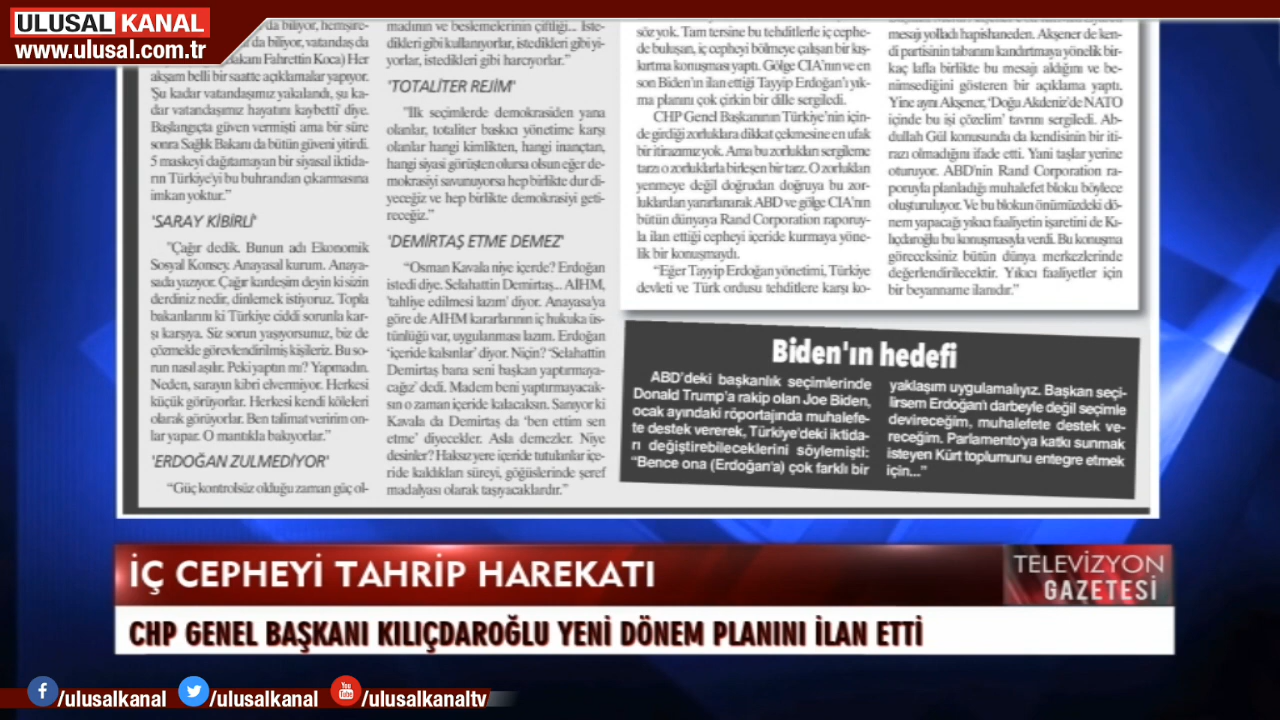 ULUSAL KANAL
www.ulusal.com.tr
da biliyor, hemşire-
da biliyor, vatandaş da
Bakanı Fahrettin Koca) Her
akşam belli bir saatte açıklamalar yapıyor.
'Şu kadar vatandaşımız yakalandı, şu ka-
dar vatandaşımız hayatını kaybetti' diye.
Başlangıçta güven vermişti ama bir süre
sonra Sağlık Bakanı da bütün güveni yitirdi.
5 maskeyi dağıtamayan bir siyasal iktida-
rın Türkiye'yi bu buhrandan çıkarmasına
imkan yoktur."
'SARAY KİBİRLİ'
"Çağır dedik. Bunun adı Ekonomik
Sosyal Konsey. Anayasal kurum. Anaya-
sada yazıyor. Çağır kardeşim deyin ki sizin
derdiniz nedir, dinlemek istiyoruz. Topla
bakanlarını ki Türkiye ciddi sorunla kar-
şı karşıya. Siz sorun yaşıyorsunuz, biz de
çözmekle görevlendirilmiş kişileriz. Bu so-
run nasıl aşılır. Peki yaptın mı? Yapmadın.
Neden, sarayın kibri elvermiyor. Herkesi
küçük görüyorlar. Herkesi kendi köleleri
olarak görüyorlar. Ben talimat veririm on-
lar yapar. O mantıkla bakıyorlar."
'ERDOĞAN ZULMEDİYOR'
"Güç kontrolsüz olduğu zaman güç ol-
madının ve beslemelerinin çiftliği... İste-
dikleri gibi kullanıyorlar, istedikleri gibi yi-
yorlar, istedikleri gibi harcıyorlar."
'TOTALİTER REJİM'
"İlk seçimlerde demokrasiden yana
olanlar, totaliter baskıcı yönetime karşı
olanlar hangi kimlikten, hangi inançtan,
hangi siyasi görüşten olursa olsun eğer de-
mokrasiyi savunuyorsa hep birlikte dur di-
yeceğiz ve hep birlikte demokrasiyi geti-
receğiz."
'DEMİRTAŞ ETME DEMEZ'
"Osman Kavala niye içerde? Erdoğan
istedi diye. Selahattin Demirtaş... AİHM,
'tahliye edilmesi lazım' diyor. Anayasa'ya
göre de AIHM kararlarının iç hukuka üs-
tünlüğü var, uygulanması lazım. Erdoğan
'içeride kalsınlar' diyor. Niçin? 'Selahattin
Demirtaş bana seni başkan yaptırmaya-
cağız' dedi. Madem beni yaptırmayacak-
sın o zaman içeride kalacaksın. Sanıyor ki
Kavala da Demirtaş da 'ben ettim sen
etme' diyecekler. Asla demezler. Niye
desinler? Haksız yere içeride tutulanlar içe-
ride kaldıkları süreyi, göğüslerinde şeref
madalyası olarak taşıyacaklardır."
söz yok. Tam tersine bu tehditlerle iç cephe-
de buluşan, iç cepheyi bölmeye çalışan bir kış-
kırtma konuşması yaptı. Gölge CIA'nın ve en
son Biden'ın ilan ettiği Tayyip Erdoğan'ı yık-
ma planını çok çirkin bir dille sergiledi.
CHP Genel Başkanının Türkiye'nin için-
de girdiği zorluklara dikkat çekmesine en ufak
bir itirazımız yok. Ama bu zorlukları sergileme
tarzı o zorluklarla birleşen bir tarz. O zorlukları
yenmeye değil doğrudan doğruya bu zor-
luklardan yararlanarak ABD ve gölge CIA'nın
bütün dünyaya Rand Corporation raporuy-
la ilan ettiği cepheyi içeride kurmaya yöne-
lik bir konuşmaydı.
"Eğer Tayyip Erdoğan yönetimi, Türkiye
devleti ve Türk ordusu tehditlere karşı ko-
mesajı yolladı hapishaneden. Akşener de ken-
di partisinin tabanını kandırtmaya yönelik bir-
kaç lafla birlikte bu mesajı aldığını ve be-
nimsediğini gösteren bir açıklama yaptı.
Yine aynı Akşener, 'Doğu Akdeniz'de NATO
içinde bu işi çözelim' tavrını sergiledi. Ab-
dullah Gül konusunda da kendisinin bir iti-
razı olmadığını ifade etti. Yani taşlar yerine
oturuyor. ABD'nin Rand Corporation ra-
poruyla planladığı muhalefet bloku böylece
oluşturuluyor. Ve bu blokun önümüzdeki dö-
nem yapacağı yıkıcı faaliyetin işaretini de Kı-
lıçdaroğlu bu konuşmasıyla verdi. Bu konuşma
göreceksiniz bütün dünya merkezlerinde
değerlendirilecektir. Yıkıcı faaliyetler için
bir beyanname ilanıdır."
Biden'ın hedefi
ABD'deki başkanlık seçimlerinde
Donald Trump'a rakip olan Joe Biden,
ocak ayındaki röportajında muhalefe-
te destek vererek, Türkiye'deki iktida-
rı değiştirebileceklerini söylemişti:
"Bence ona (Erdoğan'a) çok farklı bir
yaklaşım uygulamalıyız. Başkan seçi-
lirsem Erdoğan'ı darbeyle değil seçimle
devireceğim, muhalefete destek ve-
receğim. Parlamento'ya katkı sunmak
isteyen Kürt toplumunu entegre etmek
için..."
İÇ CEPHEYİ TAHRİP HAREKATI
TELEVİZYON
GAZETESİ
CHP GENEL BAŞKANI KILIÇDAROĞLU YENİ DÖNEM PLANINI İLAN ETTİ
/ulusalkanal
/ulusalkanal
You Tube
/ulusalkanaltv